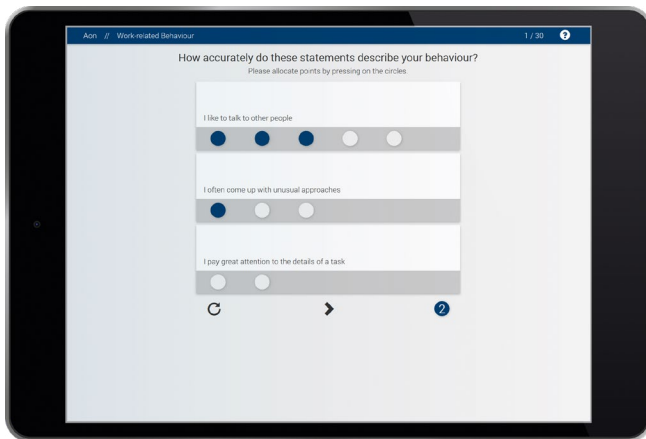 Aon // Work-related Behaviour 1 / 30 ?
How accurately do these statements describe your behaviour?
Please allocate points by pressing on the circles.
I like to talk to other people
I often come up with unusual approaches
I pay great attention to the details of a task
2